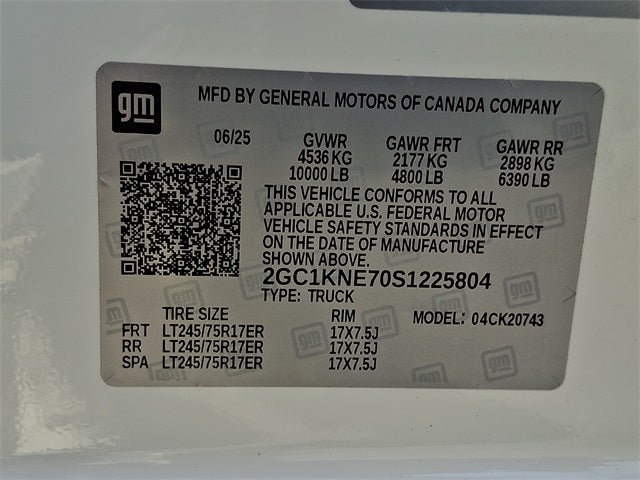 gm
MFD BY GENERAL MOTORS OF CANADA COMPANY
06/25 GVWR GAWR FRT GAWR RR
4536 KG 2177 KG 2898 KG
10000 LB 4800 LB 6390 LB
THIS VEHICLE CONFORMS TO ALL
APPLICABLE U.S. FEDERAL MOTOR
VEHICLE SAFETY STANDARDS IN EFFECT
ON THE DATE OF MANUFACTURE
SHOWN ABOVE.
2GC1KNE70S1225804
TYPE: TRUCK
TIRE SIZE RIM MODEL: 04CK20743
FRT LT245/75R17ER 17X7.5J
RR LT245/75R17ER 17X7.5J
SPA LT245/75R17ER 17X7.5J